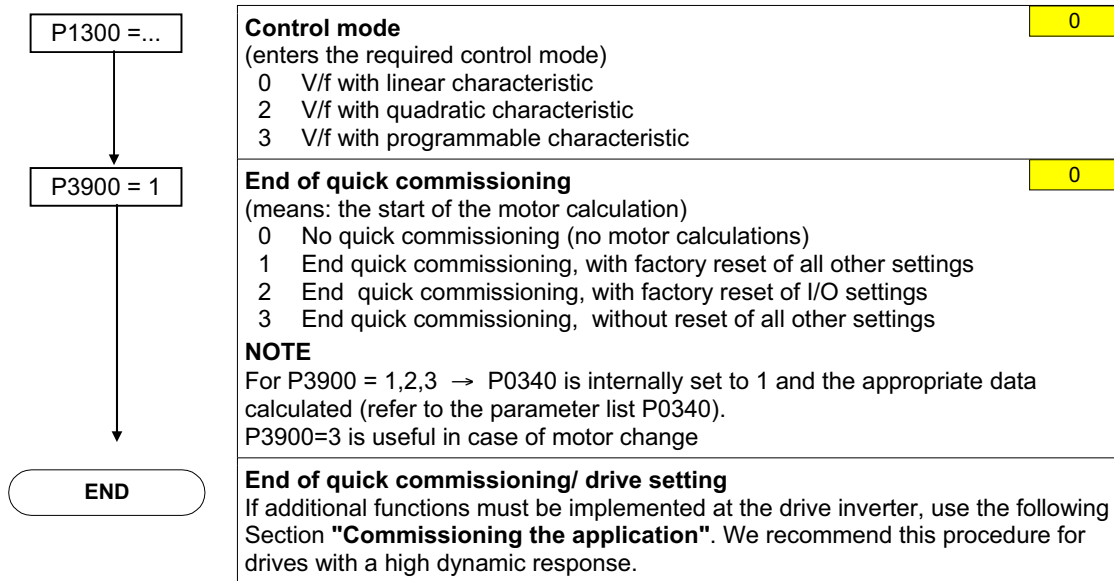 P1300 =...
Control mode
0
(enters the required control mode)
0 V/f with linear characteristic
2 V/f with quadratic characteristic
3 V/f with programmable characteristic
P3900 = 1
End of quick commissioning
0
(means: the start of the motor calculation)
0 No quick commissioning (no motor calculations)
1 End quick commissioning, with factory reset of all other settings
2 End quick commissioning, with factory reset of I/O settings
3 End quick commissioning, without reset of all other settings
NOTE
For P3900 = 1,2,3 → P0340 is internally set to 1 and the appropriate data
calculated (refer to the parameter list P0340).
P3900=3 is useful in case of motor change
END
End of quick commissioning/ drive setting
If additional functions must be implemented at the drive inverter, use the following
Section "Commissioning the application". We recommend this procedure for
drives with a high dynamic response.